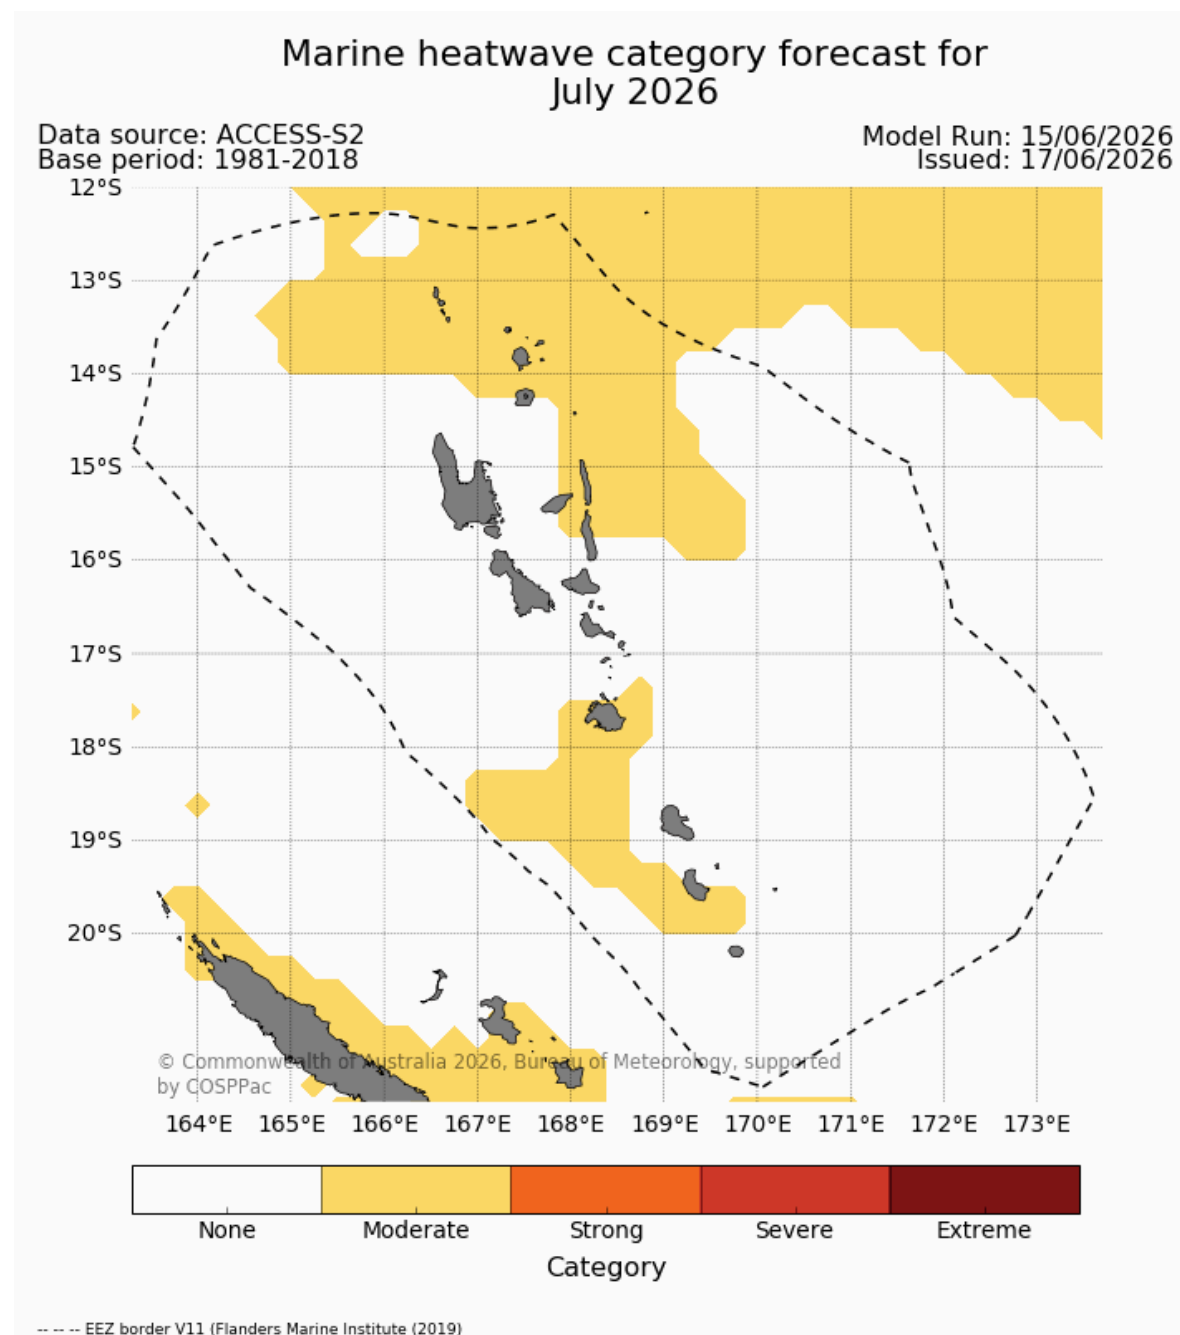 Marine heatwave category forecast for
July 2026
Data source: ACCESS-S2
Base period: 1981-2018
Model Run: 15/06/2026
Issued: 17/06/2026
12°S
13°S
14°S
15°S
16°S
17°S
18°S
19°S
20°S
© Commonwealth of Australia 2026, Bureau of Meteorology, supported
by COSPPac
164°E 165°E 166°E 167°E 168°E 169°E 170°E 171°E 172°E 173°E
None Moderate Strong Severe Extreme
Category
-- -- -- EEZ border V11 (Flanders Marine Institute (2019)